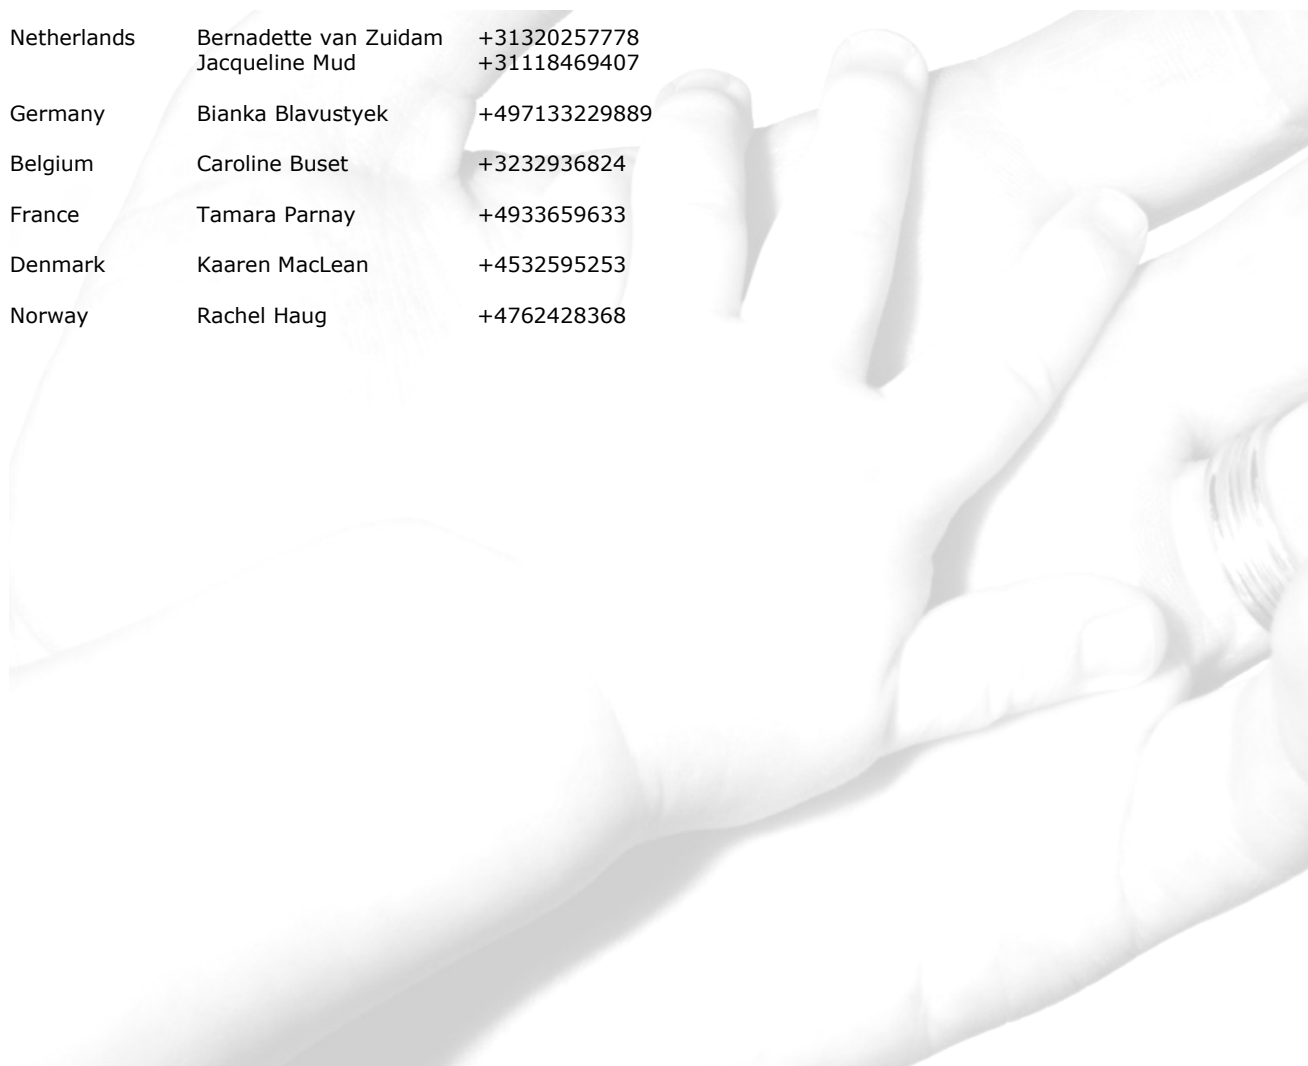 Netherlands Bernadette van Zuidam +31320257778
Jacqueline Mud +31118469407
Germany Bianka Blavustyek +497133229889
Belgium Caroline Buset +3232936824
France Tamara Parnay +4933659633
Denmark Kaaren MacLean +4532595253
Norway Rachel Haug +4762428368